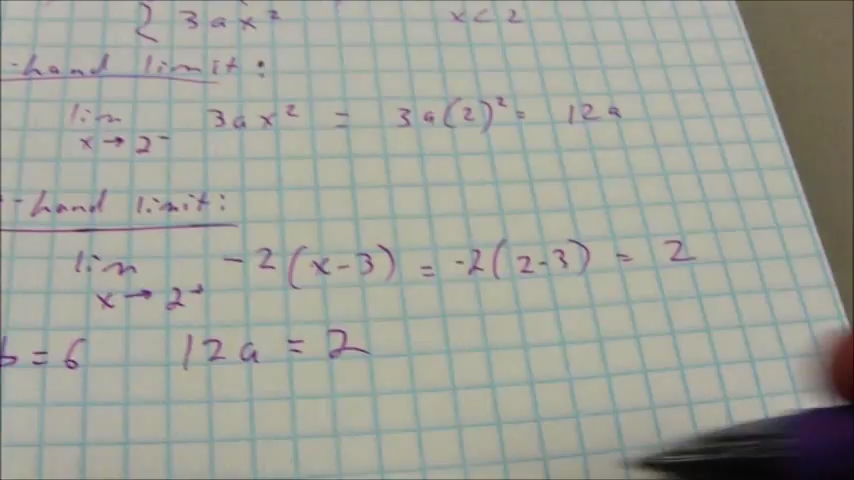 { 3ax² x < 2
-hand limit:
lim x→2⁻ 3ax² = 3a(2)² = 12a
-hand limit:
lim x→2⁺ -2(x-3) = -2(2-3) = 2
b = 6 12a = 2